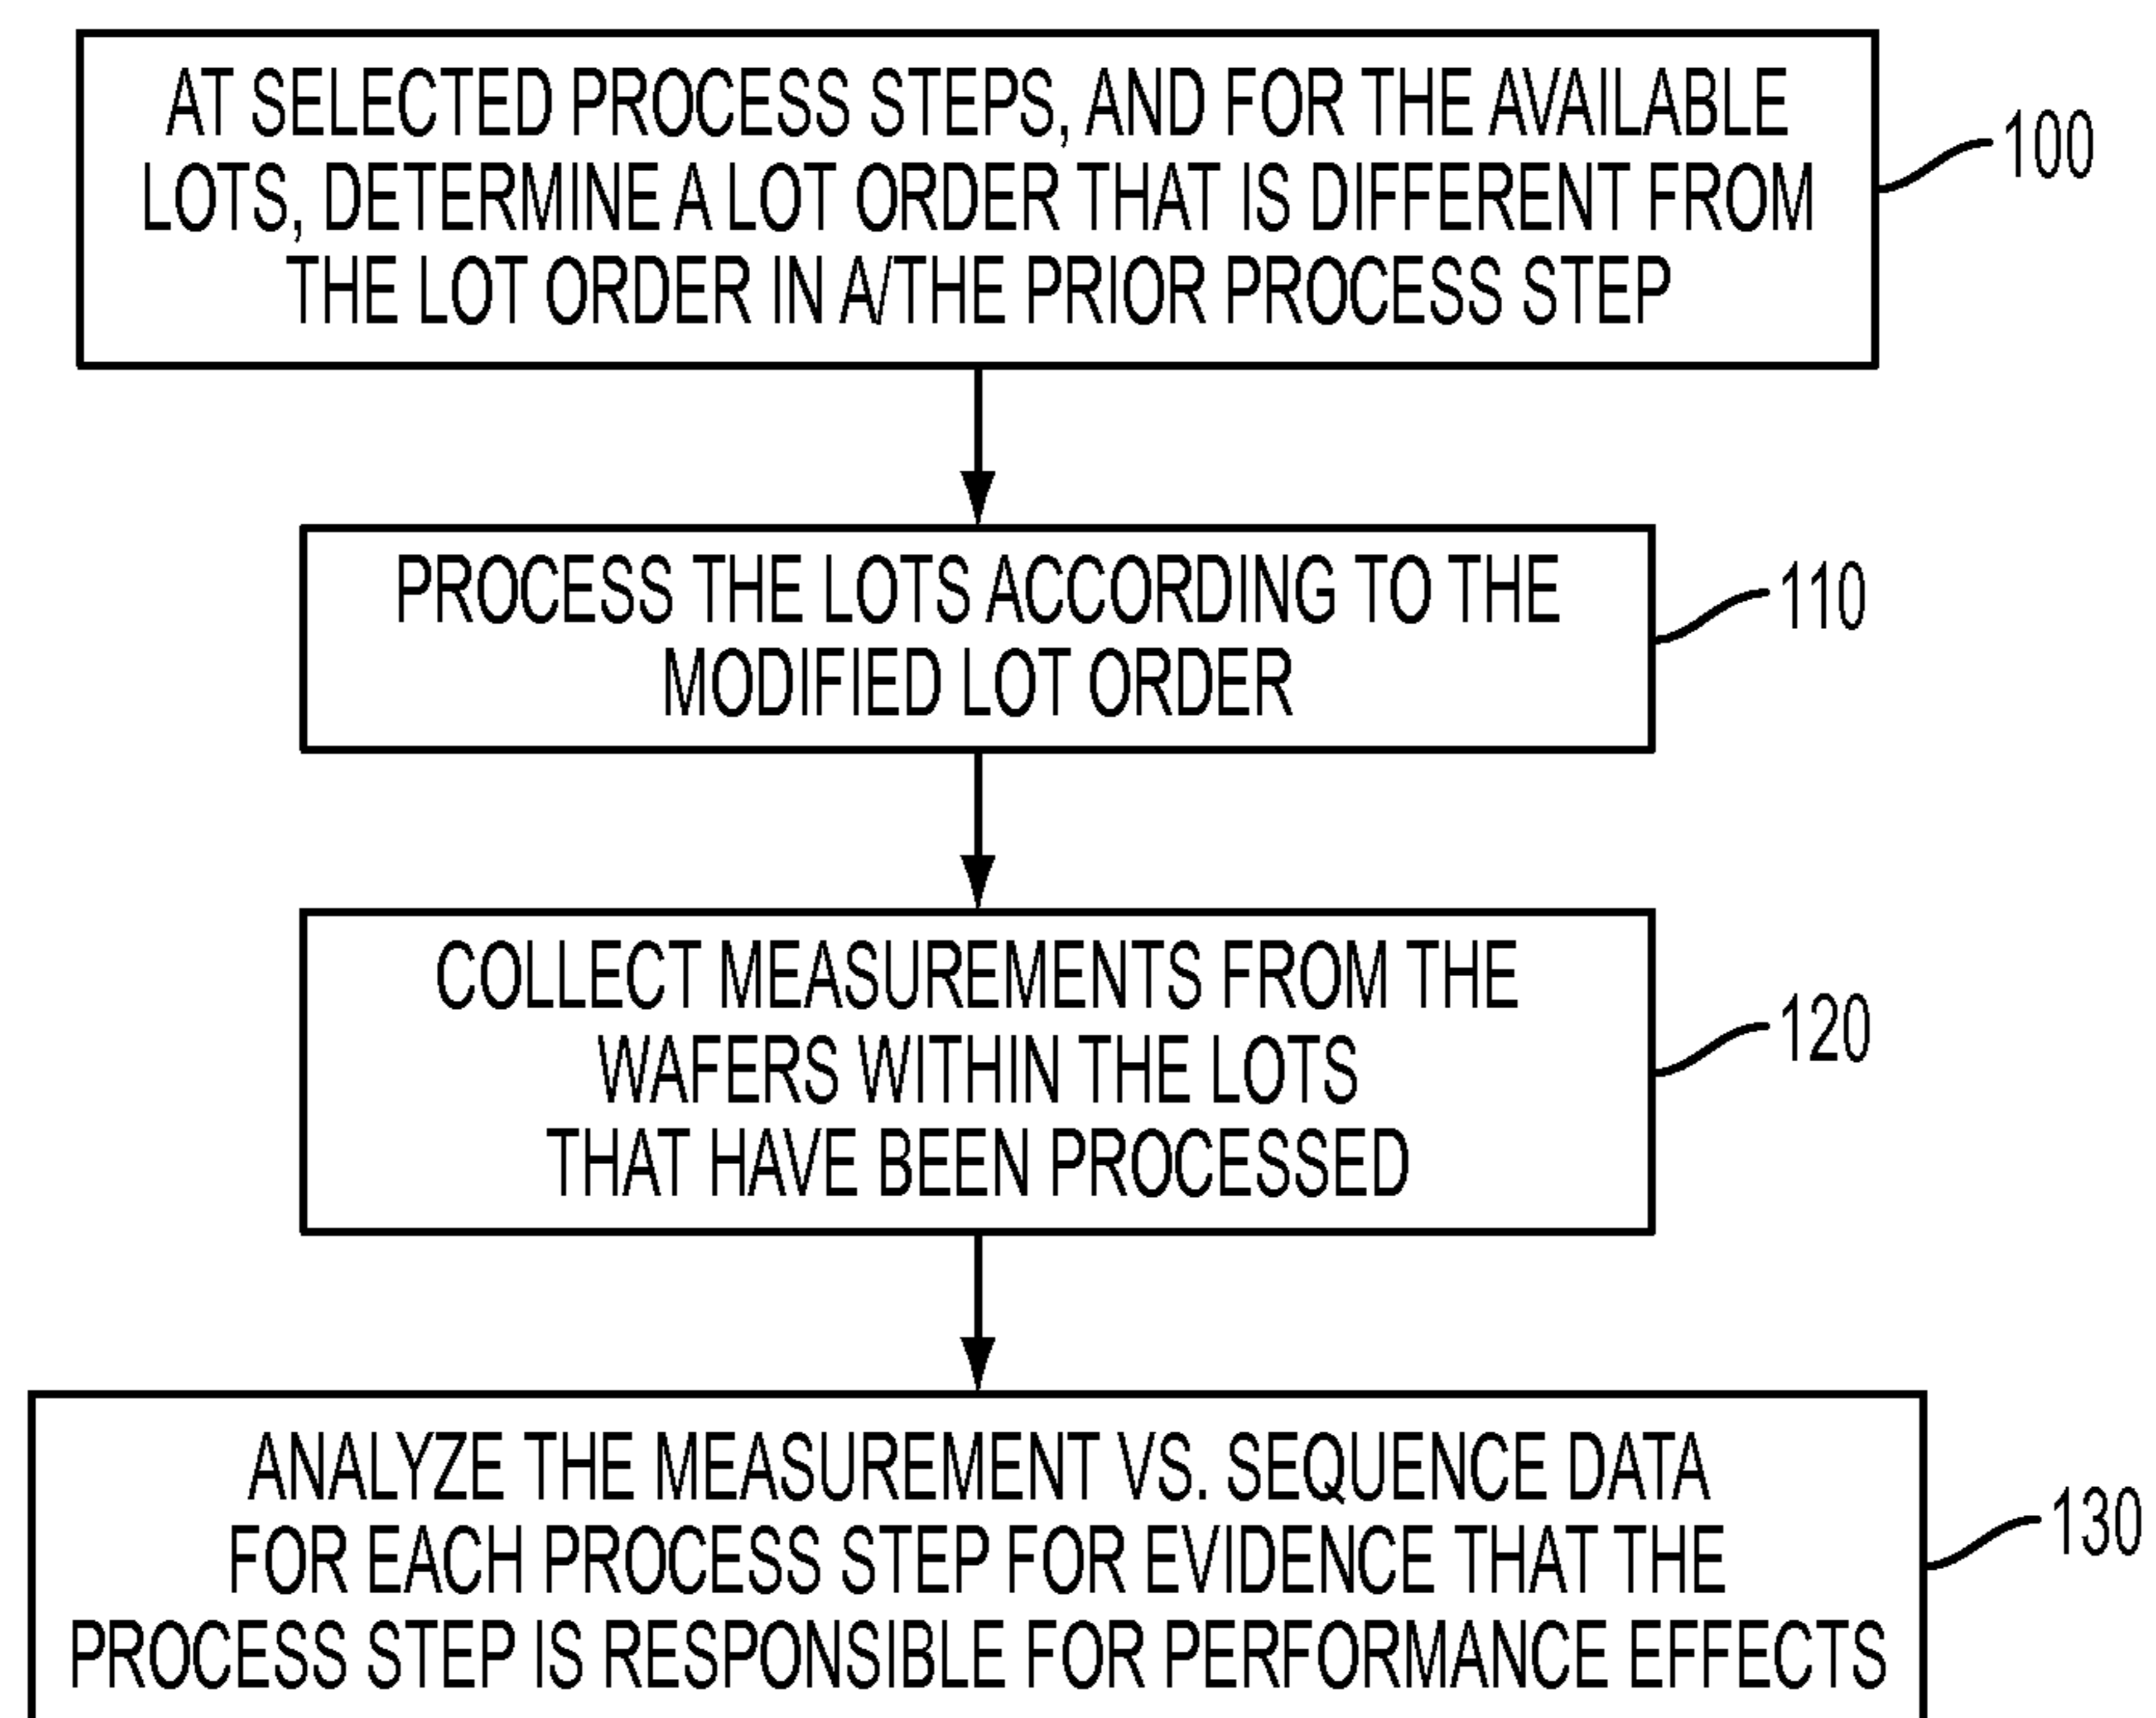 AT SELECTED PROCESS STEPS, AND FOR THE AVAILABLE
LOTS, DETERMINE A LOT ORDER THAT IS DIFFERENT FROM
THE LOT ORDER IN A/THE PRIOR PROCESS STEP
100
PROCESS THE LOTS ACCORDING TO THE
MODIFIED LOT ORDER
110
COLLECT MEASUREMENTS FROM THE
WAFERS WITHIN THE LOTS
THAT HAVE BEEN PROCESSED
120
ANALYZE THE MEASUREMENT VS. SEQUENCE DATA
FOR EACH PROCESS STEP FOR EVIDENCE THAT THE
PROCESS STEP IS RESPONSIBLE FOR PERFORMANCE EFFECTS
130